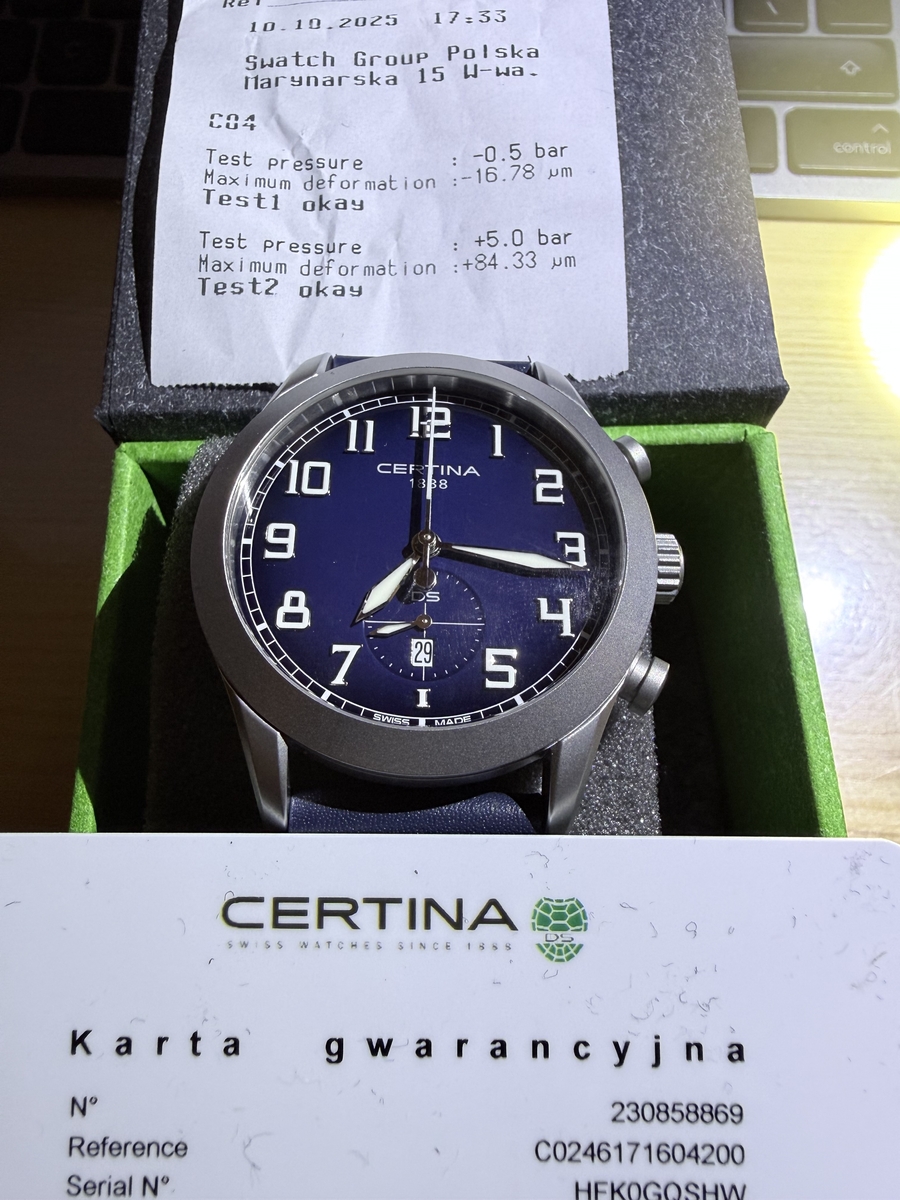 Ref
10.10.2025 17:33
Swatch Group Polska
Marynarska 15 W-wa.
C04
Test pressure : -0.5 bar
Maximum deformation :-16.78 µm
Test1 okay
Test pressure : +5.0 bar
Maximum deformation :+84.33 µm
Test2 okay
control
12
11 1
10 2
CERTINA
1888
9 3
DS
8 4
29
7 5
SWISS MADE
CERTINA
DS
SWISS WATCHES SINCE 1888
Karta gwarancyjna
N° 230858869
Reference C0246171604200
Serial N° HFK0GQSHW